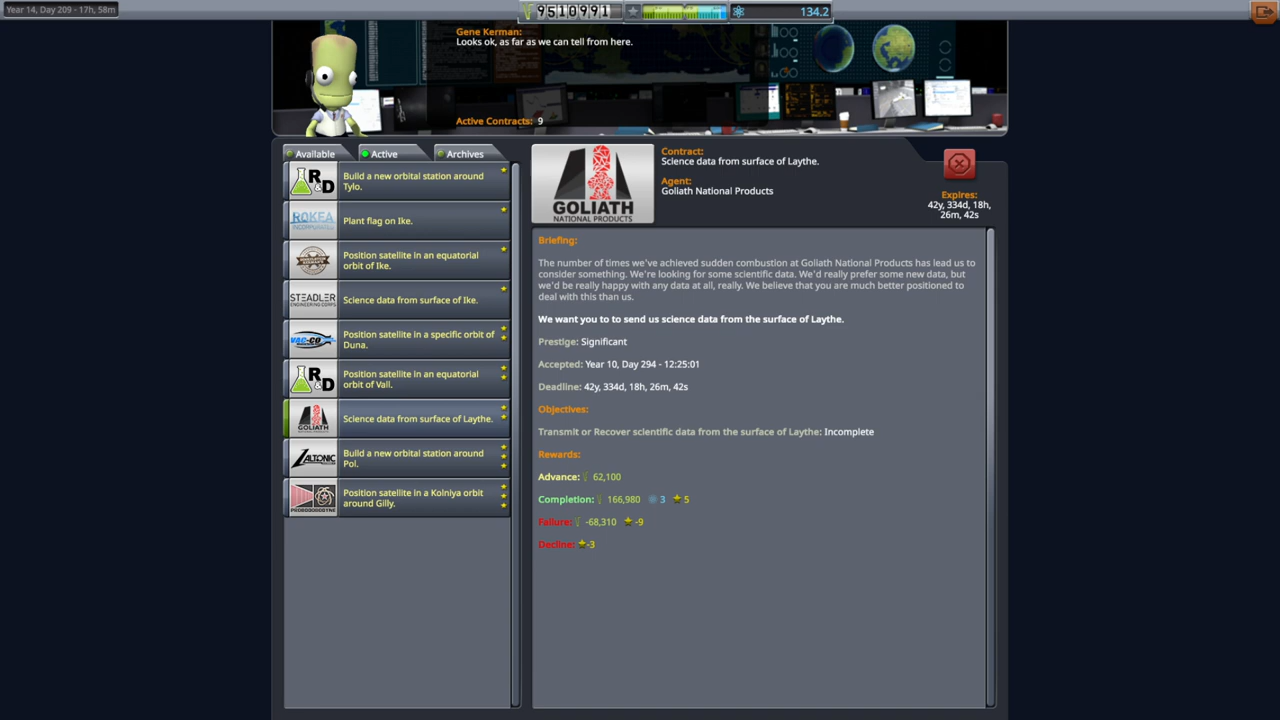 Year 14, Day 209 - 17h, 58m
9510991
134.2
Gene Kerman:
Looks ok, as far as we can tell from here.
Active Contracts: 9
Available
Active
Archives
R&D
Build a new orbital station around
Tylo.
ROKEA
INCORPORATED
Plant flag on Ike.
Position satellite in an equatorial
orbit of Ike.
STEADLER
ENGINEERING CORPS
Science data from surface of Ike.
VAC-CO
Position satellite in a specific orbit of
Duna.
R&D
Position satellite in an equatorial
orbit of Vall.
GOLIATH
Science data from surface of Laythe.
ZALTONIC
Build a new orbital station around
Pol.
Position satellite in a Kolniya orbit
around Gilly.
GOLIATH
NATIONAL PRODUCTS
Contract:
Science data from surface of Laythe.
Agent:
Goliath National Products
Expires:
42y, 334d, 18h,
26m, 42s
Briefing:
The number of times we've achieved sudden combustion at Goliath National Products has lead us to
consider something. We're looking for some scientific data. We'd really prefer some new data, but
we'd be really happy with any data at all, really. We believe that you are much better positioned to
deal with this than us.
We want you to to send us science data from the surface of Laythe.
Prestige: Significant
Accepted: Year 10, Day 294 - 12:25:01
Deadline: 42y, 334d, 18h, 26m, 42s
Objectives:
Transmit or Recover scientific data from the surface of Laythe: Incomplete
Rewards:
Advance: 62,100
Completion: 166,980 3 5
Failure: -68,310 -9
Decline: -3